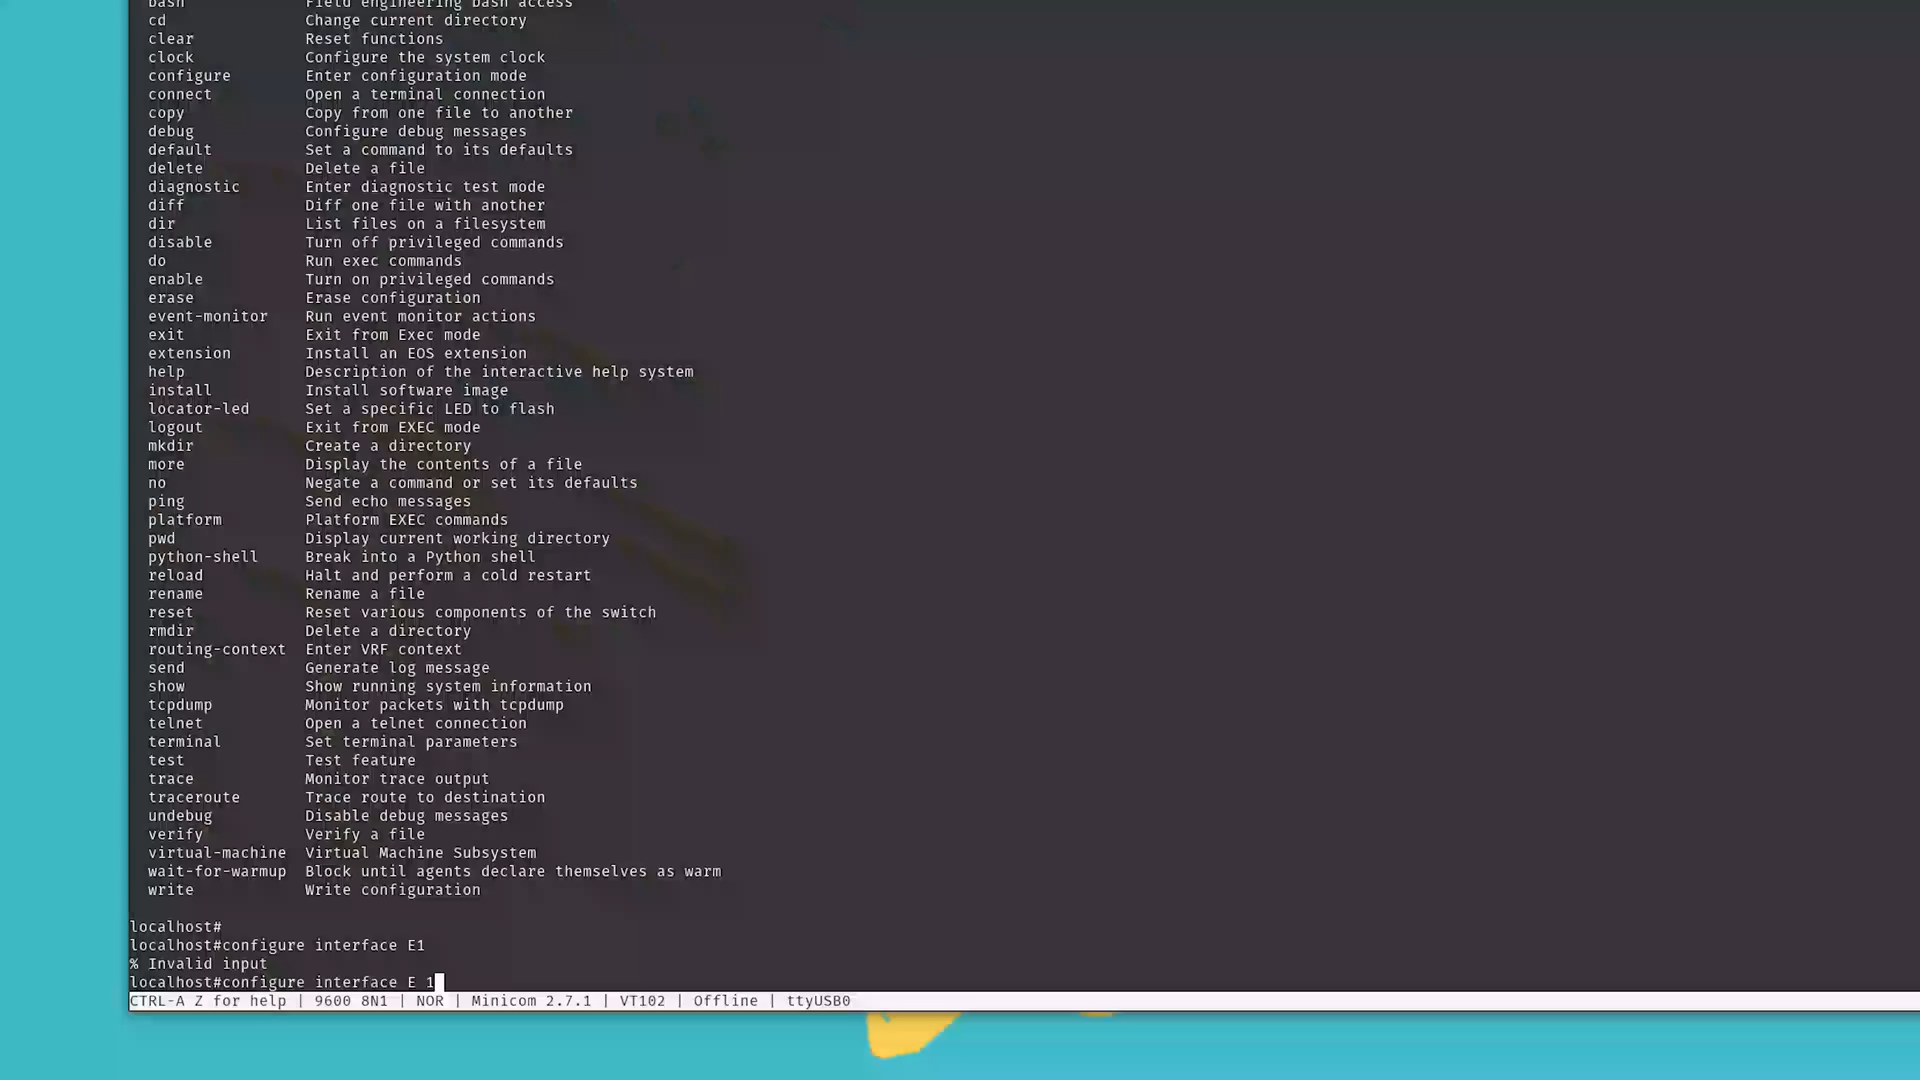 bash Field engineering bash access
cd Change current directory
clear Reset functions
clock Configure the system clock
configure Enter configuration mode
connect Open a terminal connection
copy Copy from one file to another
debug Configure debug messages
default Set a command to its defaults
delete Delete a file
diagnostic Enter diagnostic test mode
diff Diff one file with another
dir List files on a filesystem
disable Turn off privileged commands
do Run exec commands
enable Turn on privileged commands
erase Erase configuration
event-monitor Run event monitor actions
exit Exit from Exec mode
extension Install an EOS extension
help Description of the interactive help system
install Install software image
locator-led Set a specific LED to flash
logout Exit from EXEC mode
mkdir Create a directory
more Display the contents of a file
no Negate a command or set its defaults
ping Send echo messages
platform Platform EXEC commands
pwd Display current working directory
python-shell Break into a Python shell
reload Halt and perform a cold restart
rename Rename a file
reset Reset various components of the switch
rmdir Delete a directory
routing-context Enter VRF context
send Generate log message
show Show running system information
tcpdump Monitor packets with tcpdump
telnet Open a telnet connection
terminal Set terminal parameters
test Test feature
trace Monitor trace output
traceroute Trace route to destination
undebug Disable debug messages
verify Verify a file
virtual-machine Virtual Machine Subsystem
wait-for-warmup Block until agents declare themselves as warm
write Write configuration
localhost#
localhost#configure interface E1
% Invalid input
localhost#configure interface E 1
CTRL-A Z for help | 9600 8N1 | NOR | Minicom 2.7.1 | VT102 | Offline | ttyUSB0